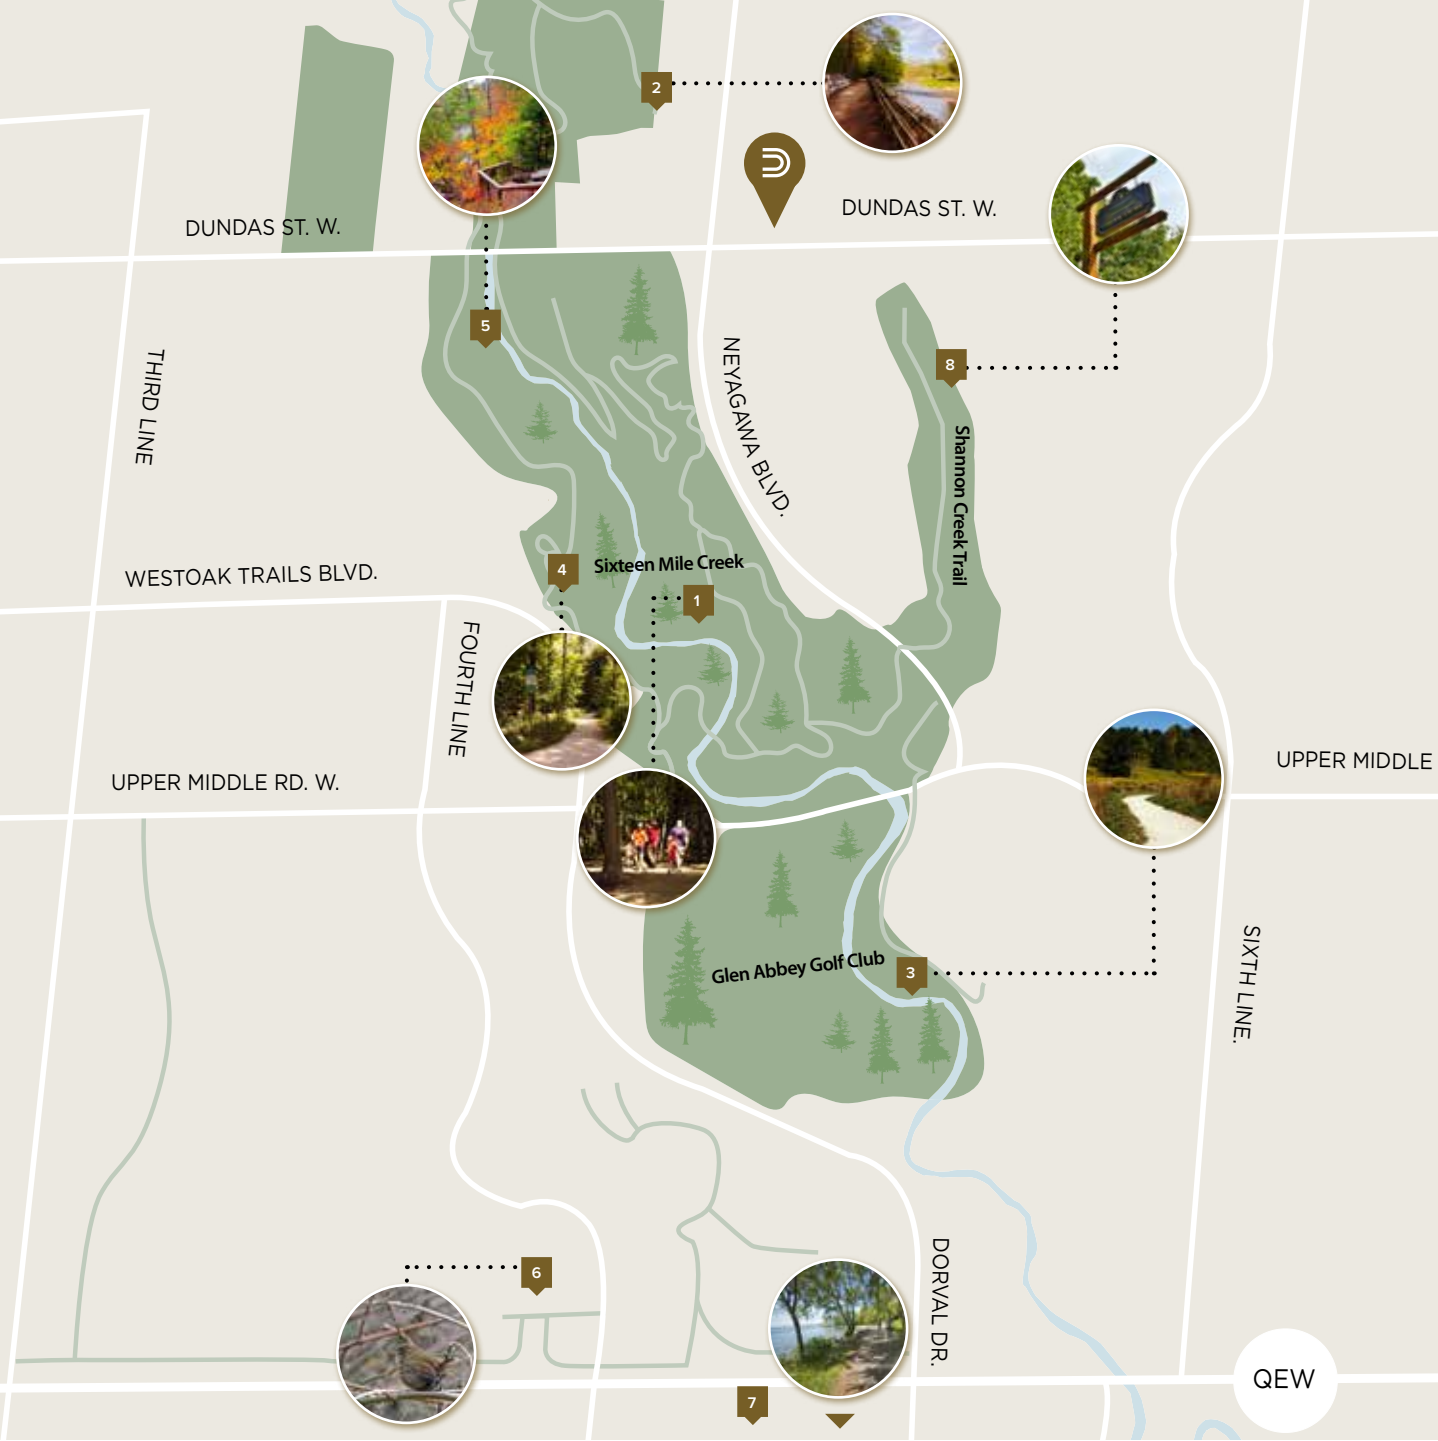 2
DUNDAS ST. W.
DUNDAS ST. W.
5
THIRD LINE
NEYAGAWA BLVD.
8
Shannon Creek Trail
WESTOAK TRAILS BLVD.
4
Sixteen Mile Creek
1
FOURTH LINE
UPPER MIDDLE RD. W.
UPPER MIDDLE
Glen Abbey Golf Club
3
SIXTH LINE.
6
DORVAL DR.
7
QEW